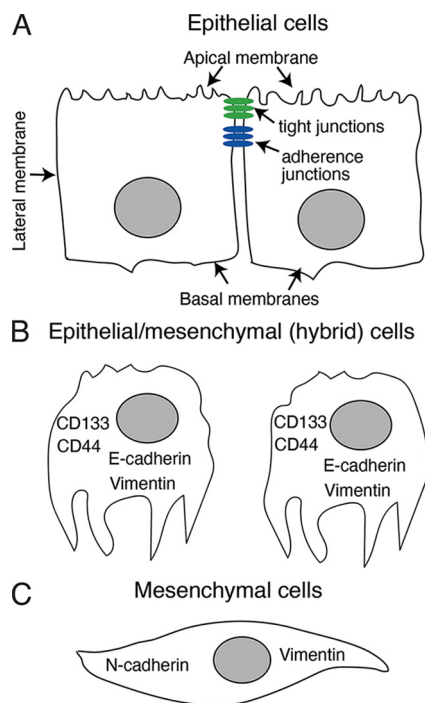 A
Epithelial cells
Apical membrane
tight junctions
adherence
junctions
Lateral membrane
Basal membranes
B
Epithelial/mesenchymal (hybrid) cells
CD133
CD44
E-cadherin
Vimentin
CD133
CD44
E-cadherin
Vimentin
C
Mesenchymal cells
N-cadherin
Vimentin